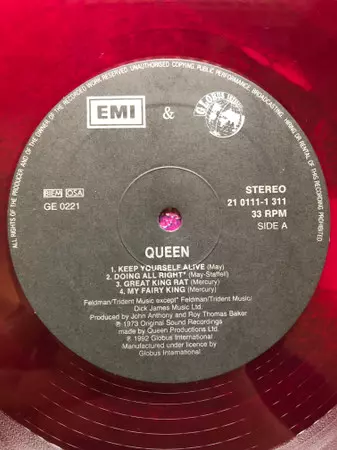 ALL RIGHTS OF THE PRODUCER AND OF THE OWNER OF THE RECORDED WORK RESERVED. UNAUTHORISED COPYING, PUBLIC PERFORMANCE, BROADCASTING, HIRING OR RENTAL OF THIS RECORDING PROHIBITED
EMI & GLOBUS
BIEM OSA
GE 0221
STEREO
21 0111-1 311
33 RPM
SIDE A
QUEEN
1. KEEP YOURSELF ALIVE (May)
2. DOING ALL RIGHT* (May-Staffell)
3. GREAT KING RAT (Mercury)
4. MY FAIRY KING (Mercury)
Feldman/Trident Music except* Feldman/Trident Music/
Dick James Music Ltd.
Produced by John Anthony and Roy Thomas Baker
℗ 1973 Original Sound Recordings
made by Queen Productions Ltd.
℗ 1992 Globus International
Manufactured under licence by
Globus International